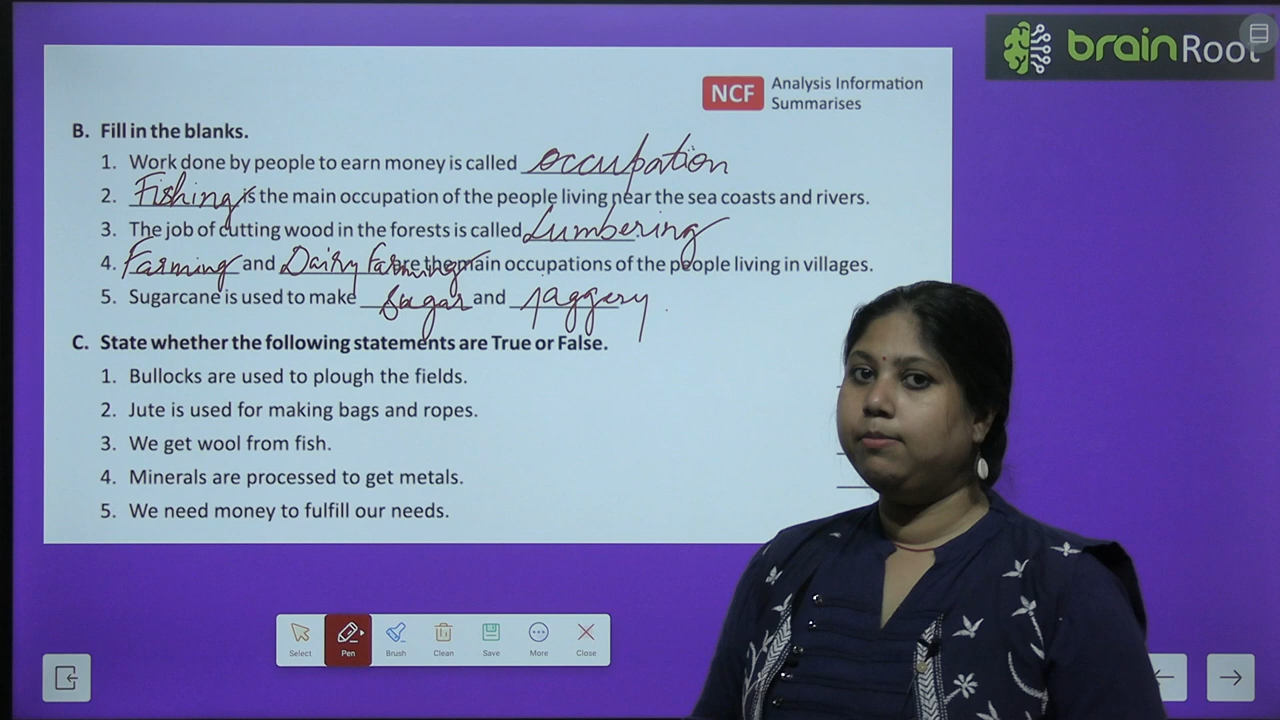 brainRoot
NCF Analysis Information
Summarises
B. Fill in the blanks.
1. Work done by people to earn money is called occupation
2. Fishing is the main occupation of the people living near the sea coasts and rivers.
3. The job of cutting wood in the forests is called Lumbering.
4. Farming and Dairy Farming are the main occupations of the people living in villages.
5. Sugarcane is used to make Sugar and jaggery.
C. State whether the following statements are True or False.
1. Bullocks are used to plough the fields.
2. Jute is used for making bags and ropes.
3. We get wool from fish.
4. Minerals are processed to get metals.
5. We need money to fulfill our needs.
Select Pen Brush Clean Save More Close